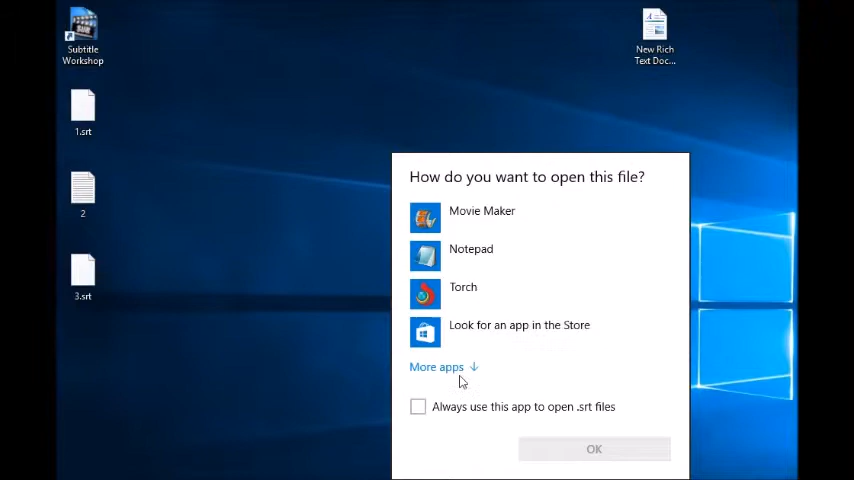 Subtitle
Workshop
1.srt
2
3.srt
New Rich
Text Doc...
How do you want to open this file?
Movie Maker
Notepad
Torch
Look for an app in the Store
More apps
Always use this app to open .srt files
OK